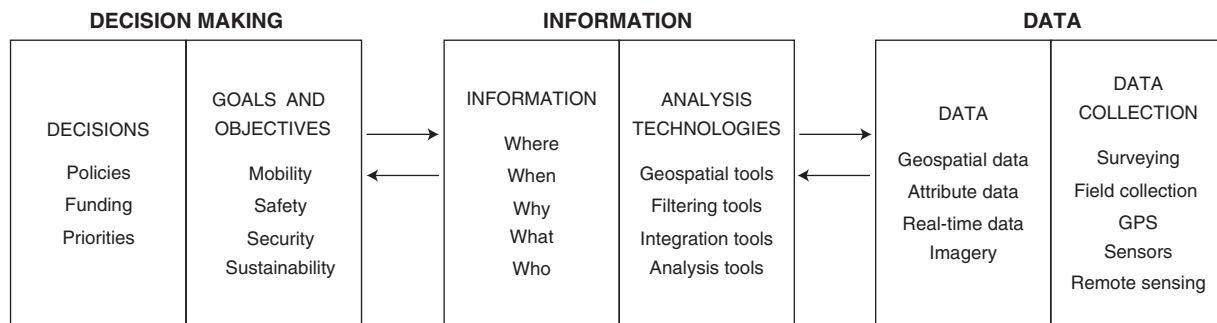 DECISION MAKING
DECISIONS
Policies
Funding
Priorities
GOALS AND
OBJECTIVES
Mobility
Safety
Security
Sustainability
INFORMATION
INFORMATION
Where
When
Why
What
Who
ANALYSIS
TECHNOLOGIES
Geospatial tools
Filtering tools
Integration tools
Analysis tools
DATA
DATA
Geospatial data
Attribute data
Real-time data
Imagery
DATA
COLLECTION
Surveying
Field collection
GPS
Sensors
Remote sensing